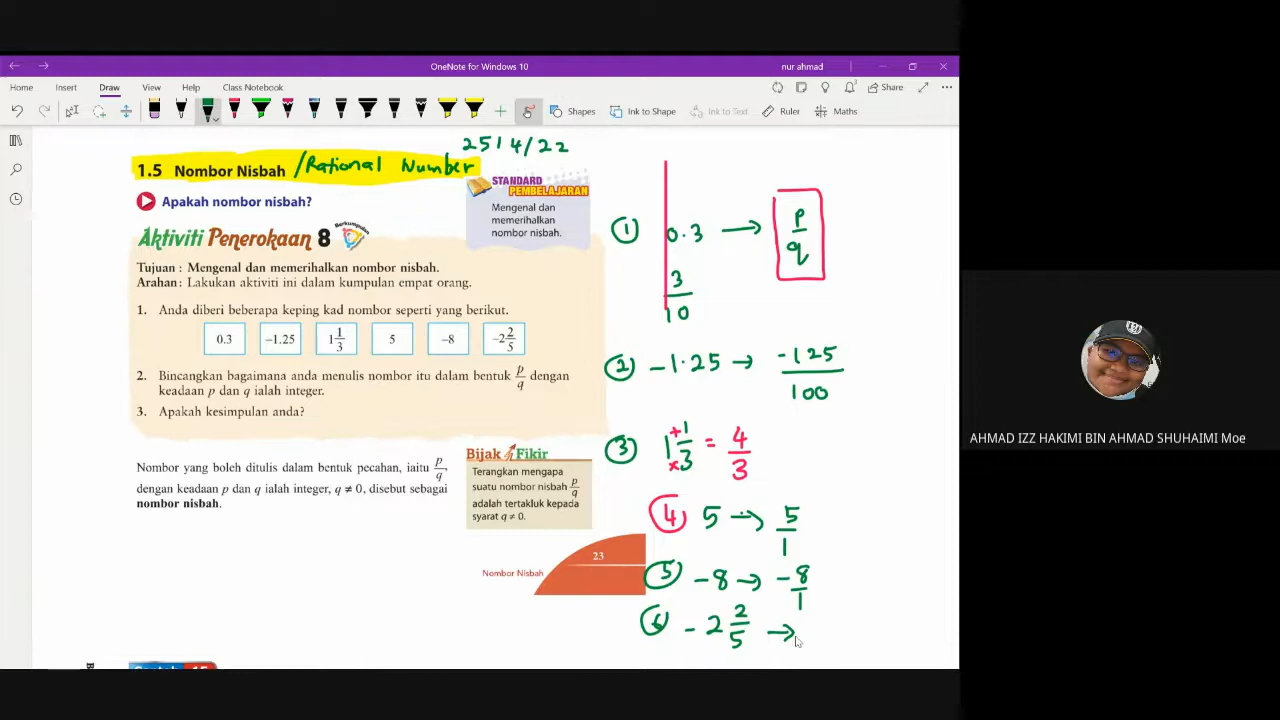 OneNote for Windows 10
nur ahmad
Home Insert Draw View Help Class Notebook
Share
Shapes Ink to Shape Ink to Text Ruler Maths
2514/22
1.5 Nombor Nisbah /Rational Number
Apakah nombor nisbah?
STANDARD
PEMBELAJARAN
Mengenal dan
memerihalkan
nombor nisbah.
Aktiviti Penerokaan 8
Berkumpulan
Tujuan : Mengenal dan memerihalkan nombor nisbah.
Arahan : Lakukan aktiviti ini dalam kumpulan empat orang.
1. Anda diberi beberapa keping kad nombor seperti yang berikut.
0.3 −1.25 1 1/3 5 −8 −2 2/5
2. Bincangkan bagaimana anda menulis nombor itu dalam bentuk p/q dengan
keadaan p dan q ialah integer.
3. Apakah kesimpulan anda?
Nombor yang boleh ditulis dalam bentuk pecahan, iaitu p/q,
dengan keadaan p dan q ialah integer, q ≠ 0, disebut sebagai
nombor nisbah.
Bijak Fikir
Terangkan mengapa
suatu nombor nisbah p/q
adalah tertakluk kepada
syarat q ≠ 0.
23
Nombor Nisbah
① 0.3 → p/q
3/10
② -1.25 → -125/100
③ 1 + 1/3 × = 4/3
④ 5 → 5/1
⑤ -8 → -8/1
⑥ -2 2/5 →
AHMAD IZZ HAKIMI BIN AHMAD SHUHAIMI Moe